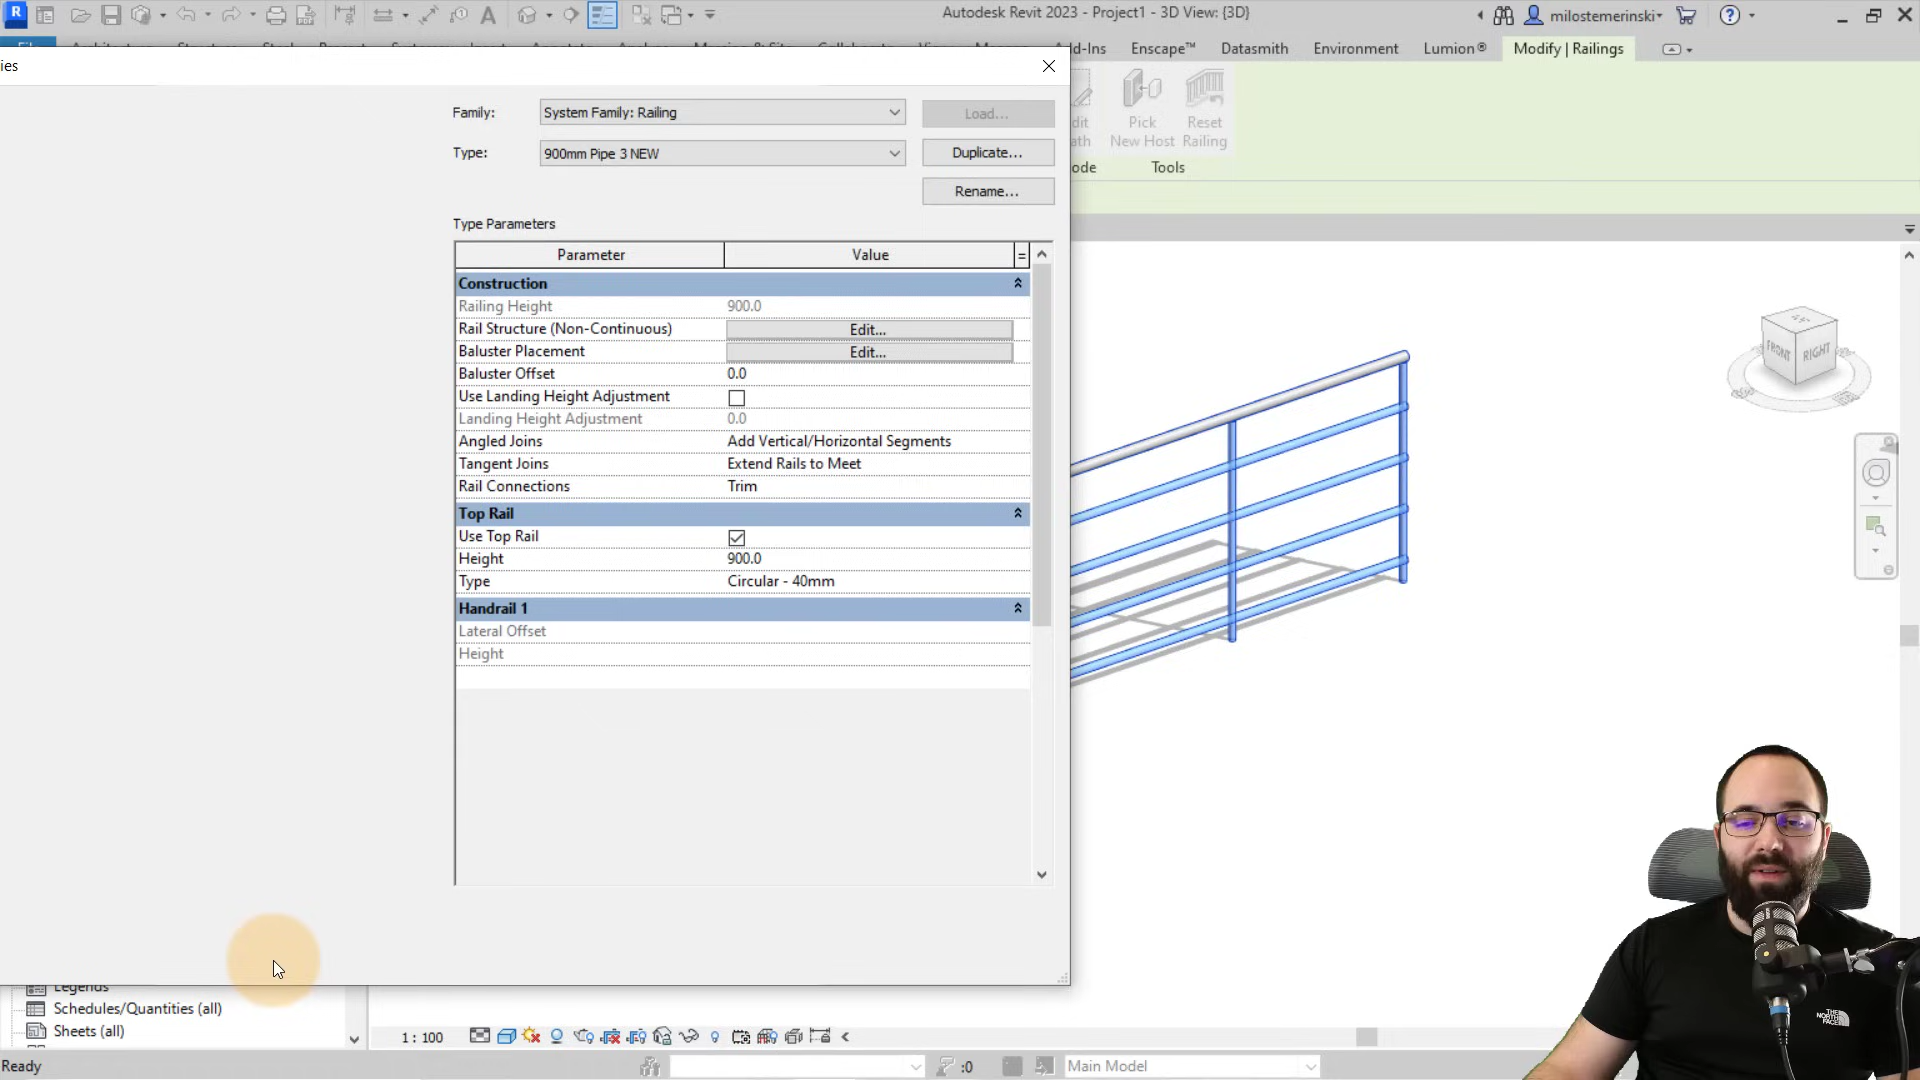 Autodesk Revit 2023 - Project1 - 3D View: {3D}
milostemerinski
Add-Ins Enscape™ Datasmith Environment Lumion® Modify | Railings
ies
Family: System Family: Railing Load...
Type: 900mm Pipe 3 NEW Duplicate...
Rename...
Pick New Host
Reset Railing
Tools
Type Parameters
Parameter Value =
Construction
Railing Height 900.0
Rail Structure (Non-Continuous) Edit...
Baluster Placement Edit...
Baluster Offset 0.0
Use Landing Height Adjustment
Landing Height Adjustment 0.0
Angled Joins Add Vertical/Horizontal Segments
Tangent Joins Extend Rails to Meet
Rail Connections Trim
Top Rail
Use Top Rail
Height 900.0
Type Circular - 40mm
Handrail 1
Lateral Offset
Height
FRONT RIGHT
Legends
Schedules/Quantities (all)
Sheets (all)
1 : 100
Ready :0 Main Model
THE NORTH FACE